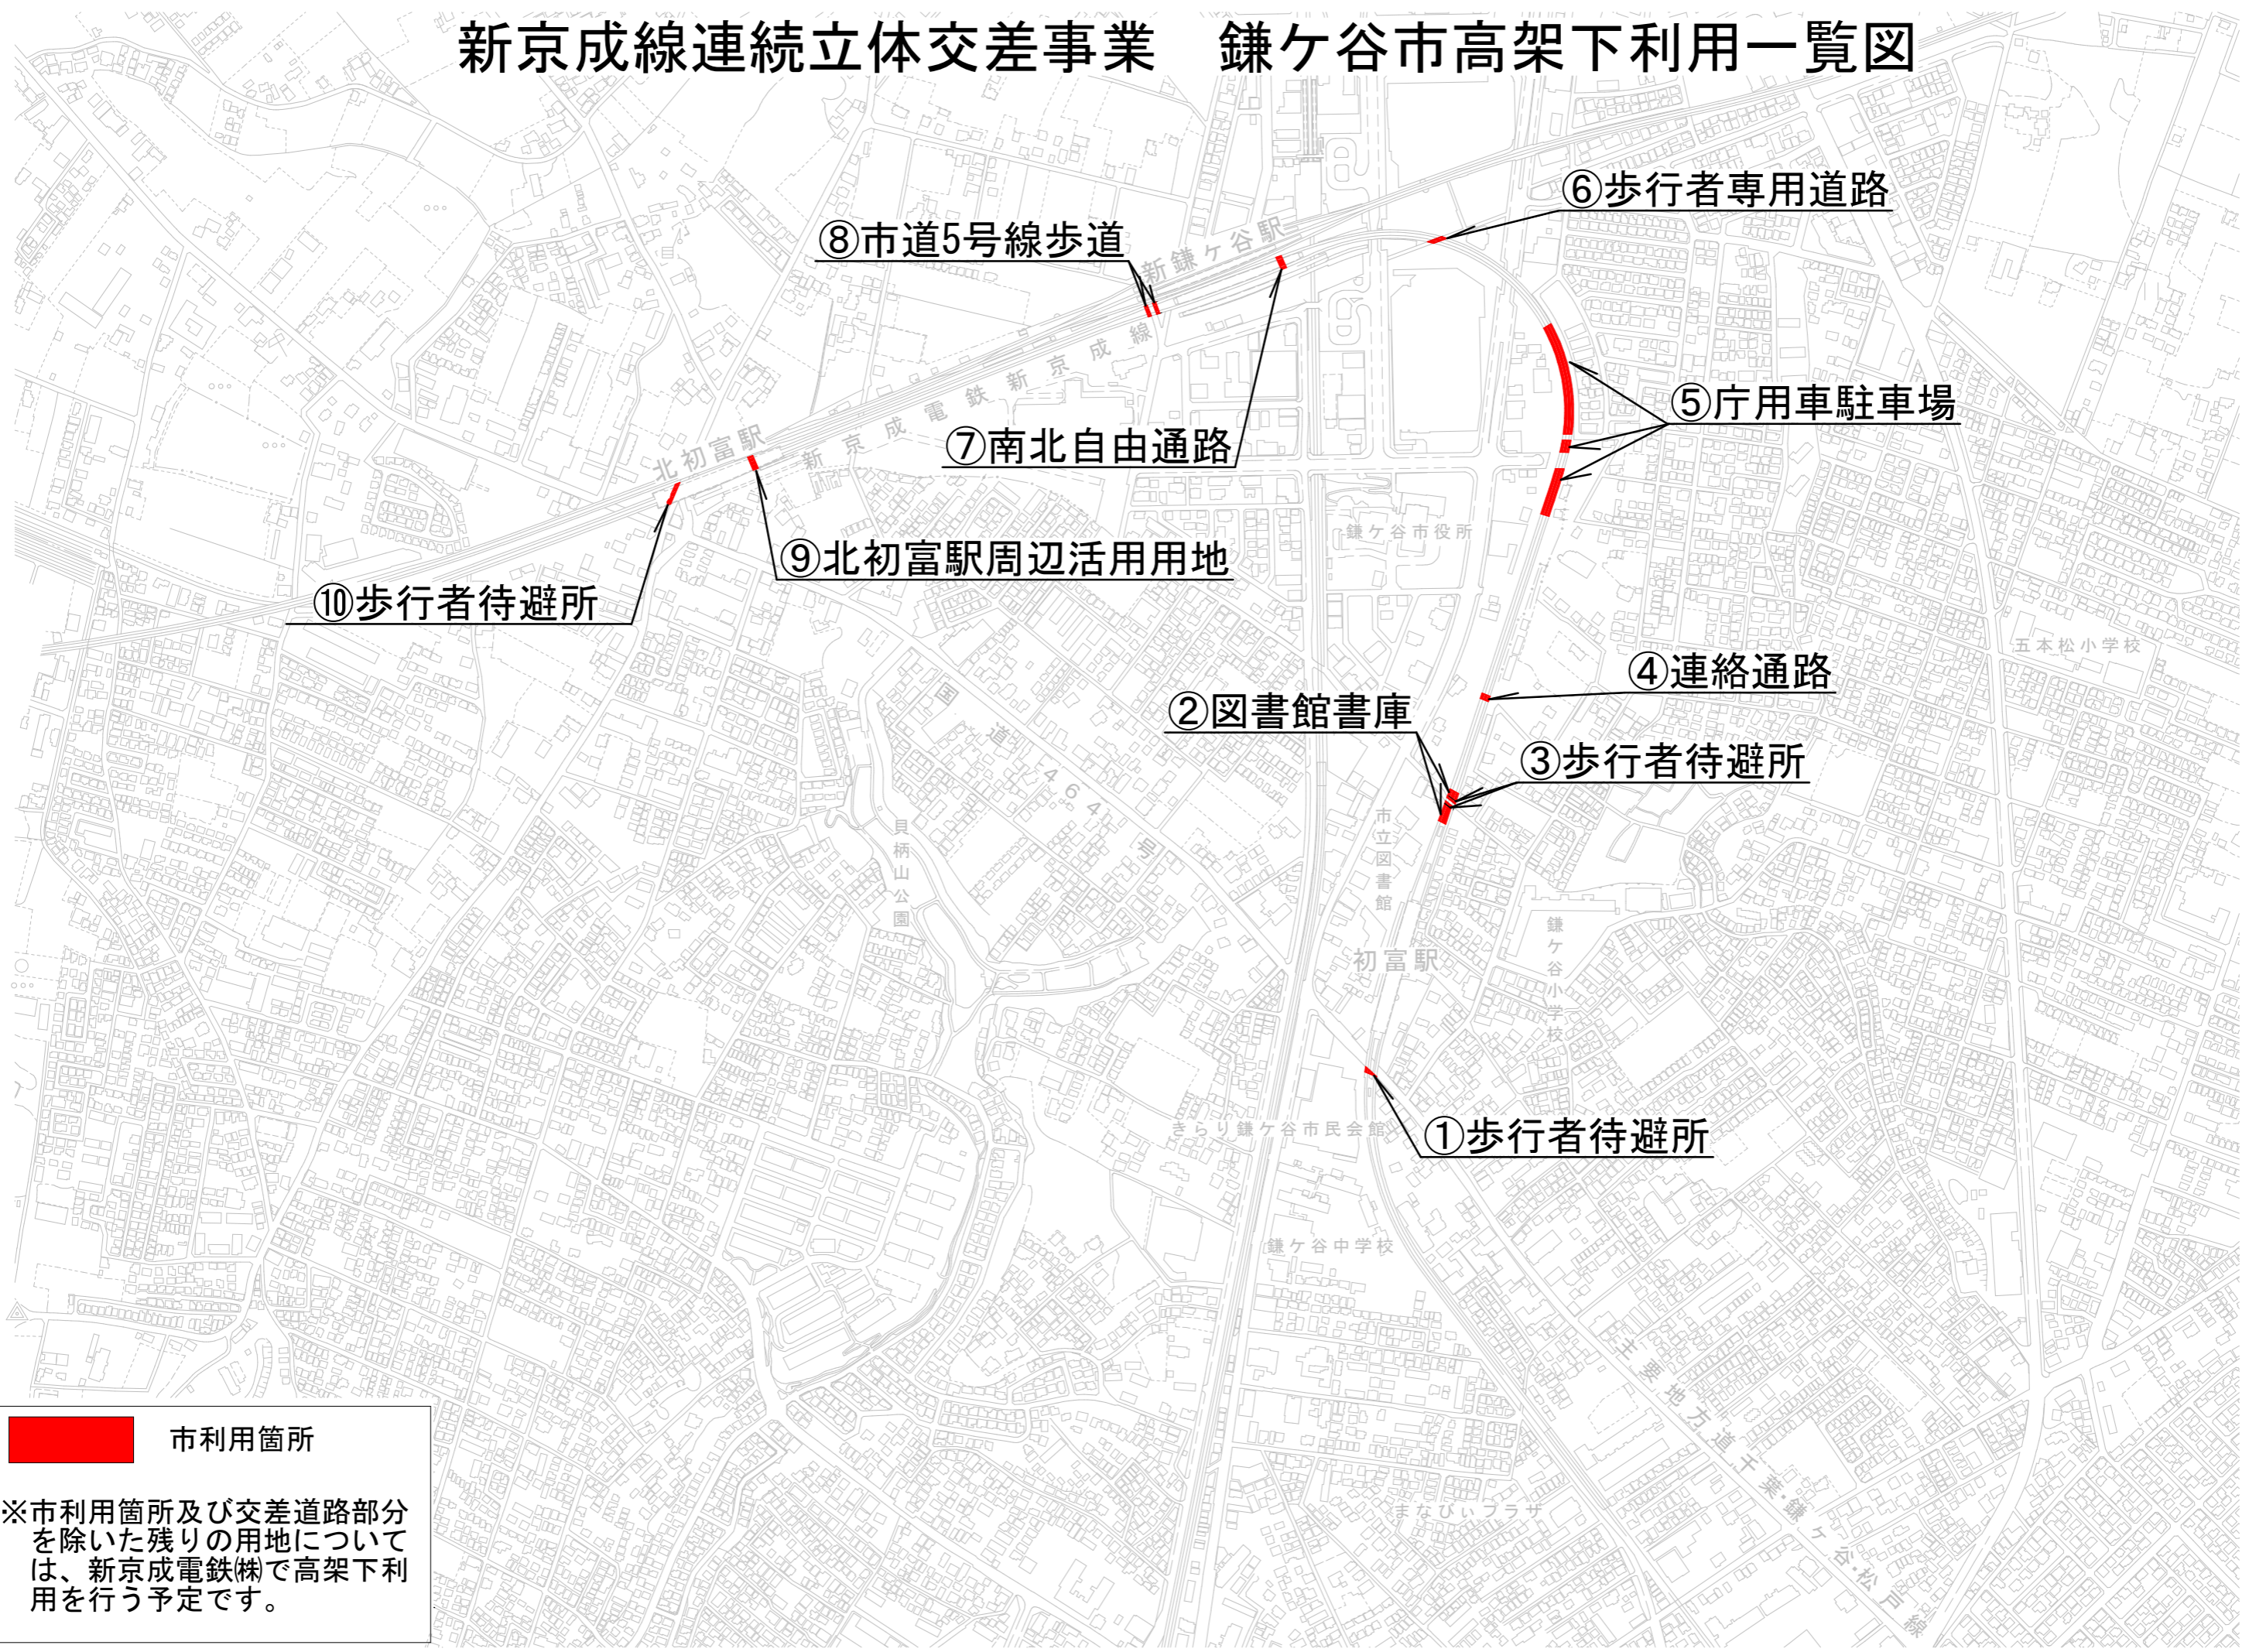 新京成線連続立体交差事業　鎌ケ谷市高架下利用一覧図
⑥歩行者専用道路
⑧市道5号線歩道
新鎌ヶ谷駅
⑤庁用車駐車場
⑦南北自由通路
北初富駅
新京成電鉄新京成線
鎌ケ谷市役所
⑨北初富駅周辺活用用地
⑩歩行者待避所
五本松小学校
④連絡通路
②図書館書庫
③歩行者待避所
国道464号
貝柄山公園
市立図書館
鎌ケ谷小学校
初富駅
きらり鎌ケ谷市民会館
①歩行者待避所
鎌ケ谷中学校
主要地方道千葉・鎌ケ谷・松戸線
まなびぃプラザ
市利用箇所
※市利用箇所及び交差道路部分
を除いた残りの用地について
は、新京成電鉄㈱で高架下利
用を行う予定です。